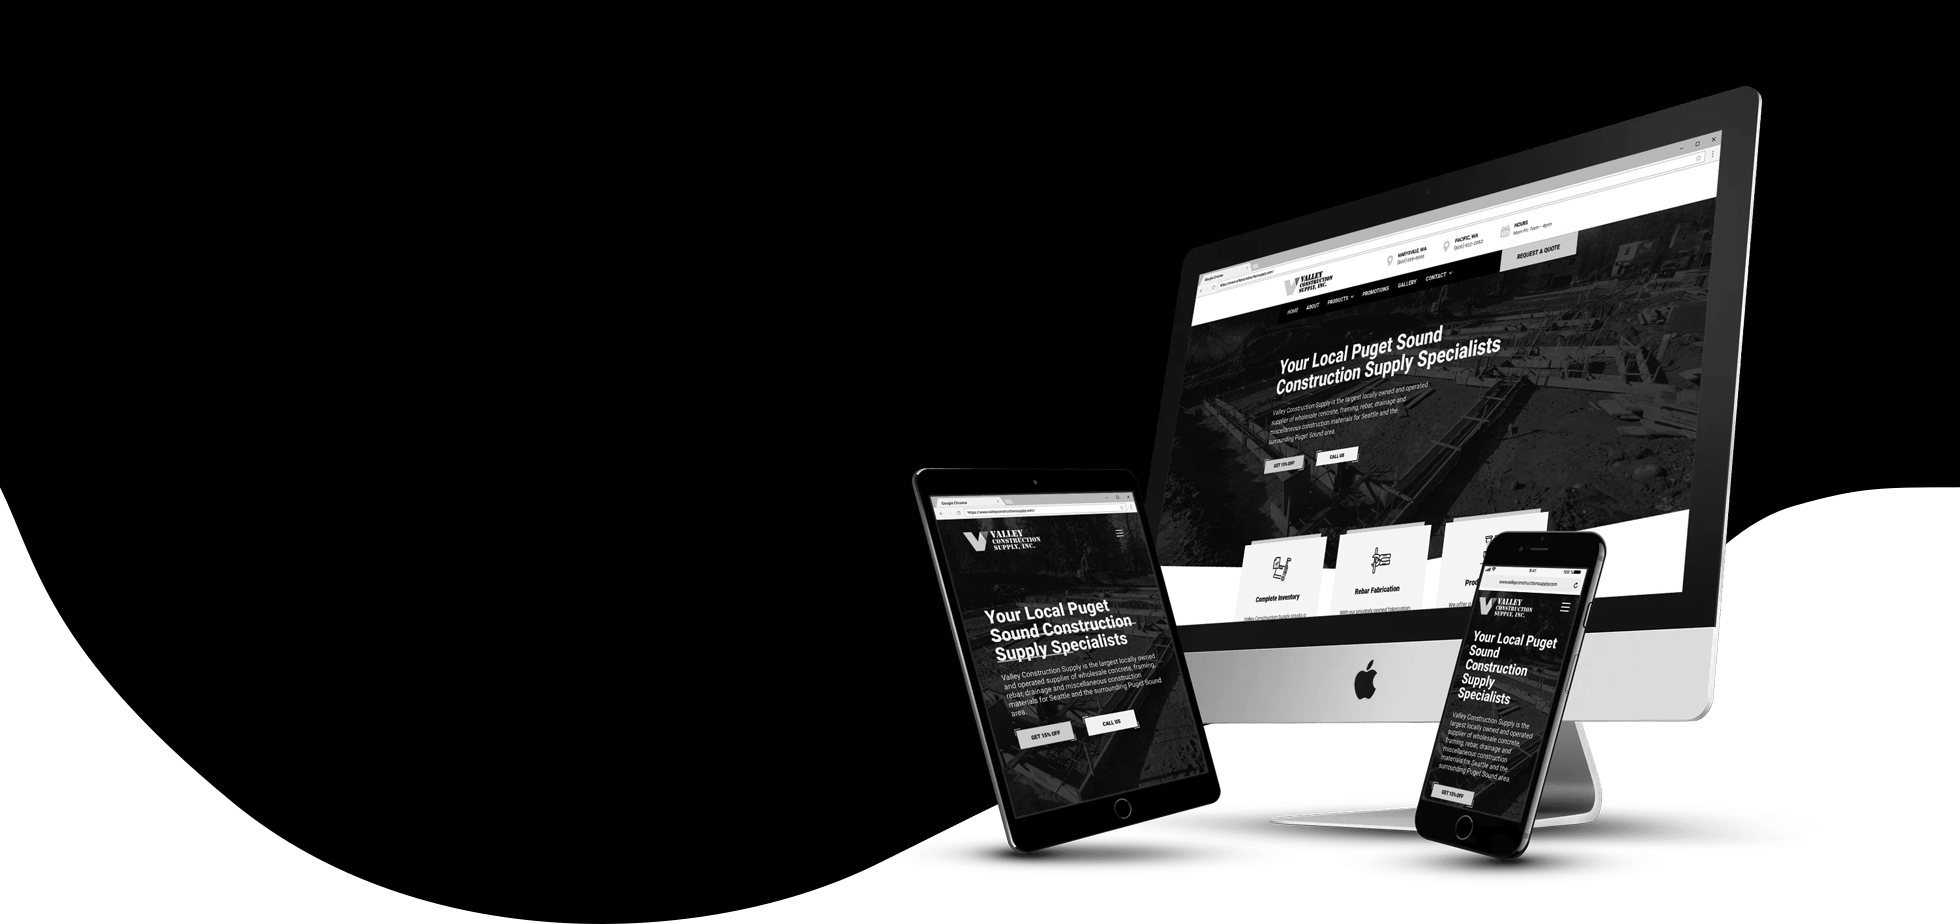 Google Chrome
VALLEY
CONSTRUCTION
SUPPLY, INC.
MARYSVILLE, WA
PACIFIC, WA
HOURS
Mon-Fri: 7am - 4pm
REQUEST A QUOTE
HOME ABOUT PRODUCTS PROMOTIONS GALLERY CONTACT
Your Local Puget Sound
Construction Supply Specialists
Valley Construction Supply is the largest locally owned and operated
supplier of wholesale concrete, framing, rebar, drainage and
miscellaneous construction materials for Seattle and the
surrounding Puget Sound area.
GET 15% OFF CALL US
Complete Inventory
Rebar Fabrication
Google Chrome
https://www.valleyconstructionsupply.com/
VALLEY
CONSTRUCTION
SUPPLY, INC.
Your Local Puget
Sound Construction
Supply Specialists
Valley Construction Supply is the largest locally owned
and operated supplier of wholesale concrete, framing,
rebar, drainage and miscellaneous construction
materials for Seattle and the surrounding Puget Sound
area.
GET 15% OFF CALL US
9:41
100 %
www.valleyconstructionsupply.com
VALLEY
CONSTRUCTION
SUPPLY, INC.
Your Local Puget
Sound
Construction
Supply
Specialists
Valley Construction Supply is the
largest locally owned and operated
supplier of wholesale concrete,
framing, rebar, drainage and
miscellaneous construction
materials for Seattle and the
surrounding Puget Sound area.
GET 15% OFF